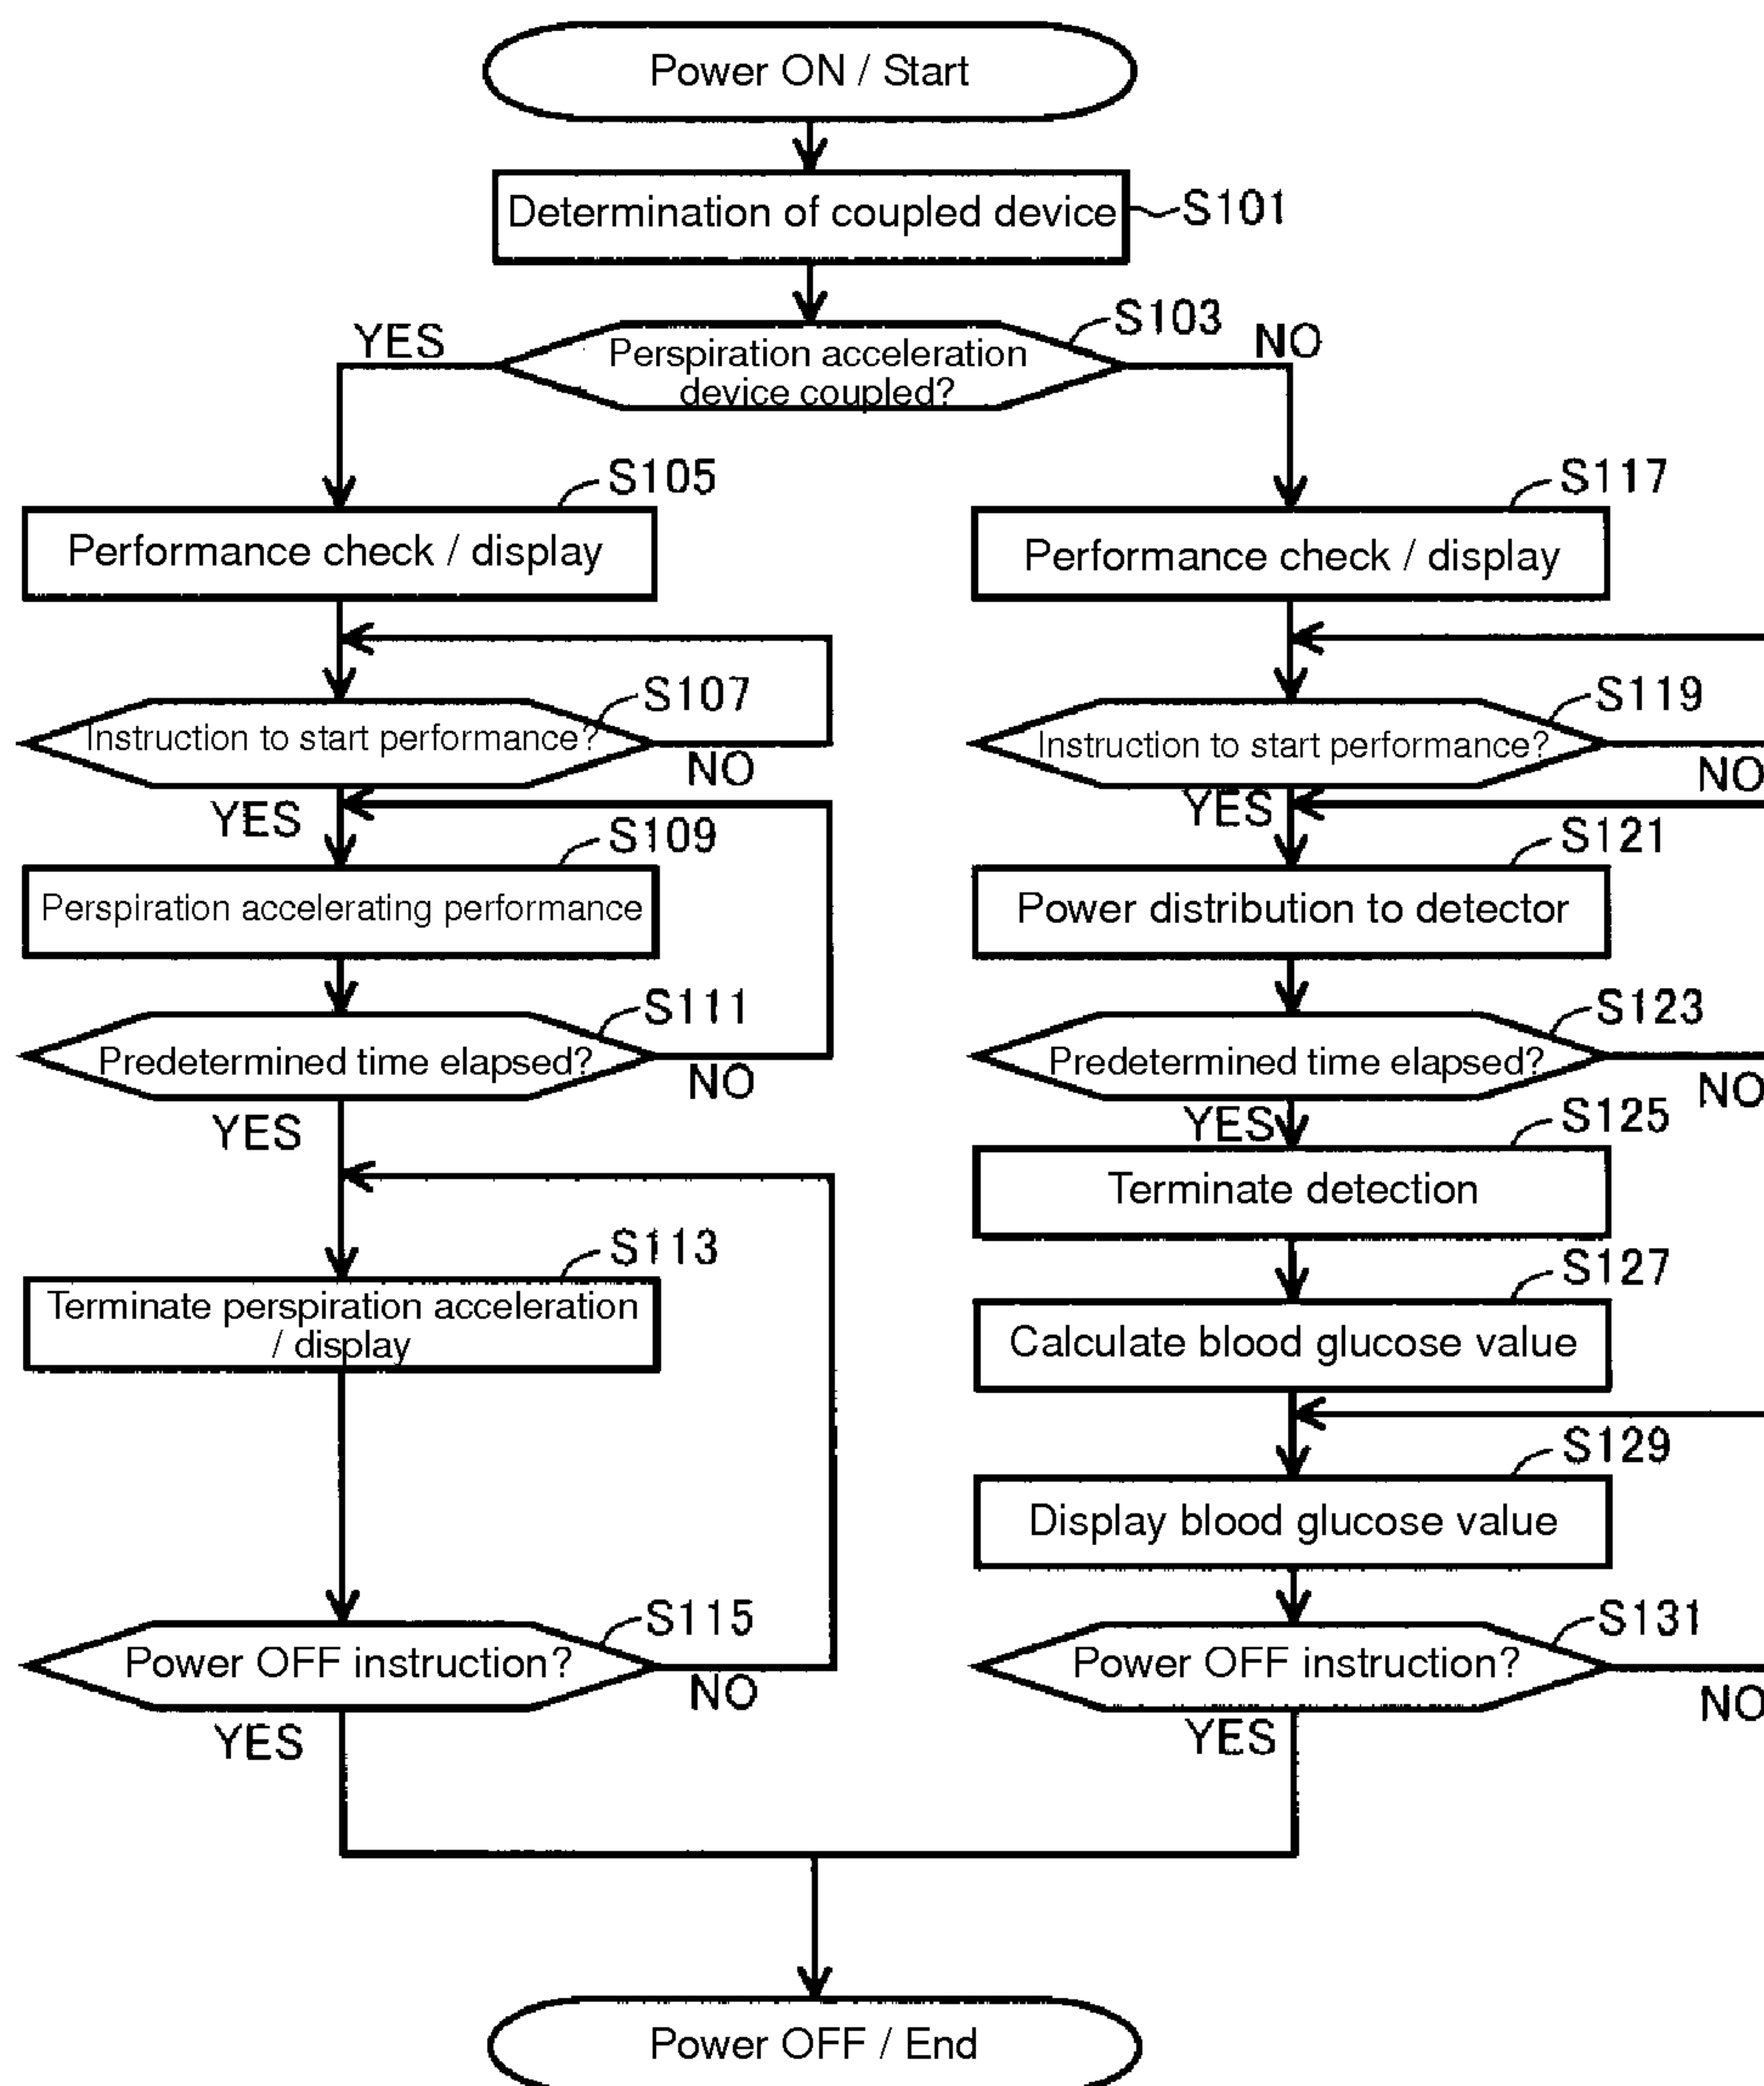 Power ON / Start
Determination of coupled device
S101
S103
YES
NO
Perspiration acceleration
device coupled?
S105
Performance check / display
S107
Instruction to start performance?
NO
YES
S109
Perspiration accelerating performance
S111
Predetermined time elapsed?
NO
YES
S113
Terminate perspiration acceleration
/ display
S115
Power OFF instruction?
NO
YES
S117
Performance check / display
S119
Instruction to start performance?
NO
YES
S121
Power distribution to detector
S123
Predetermined time elapsed?
NO
YES
S125
Terminate detection
S127
Calculate blood glucose value
S129
Display blood glucose value
S131
Power OFF instruction?
NO
YES
Power OFF / End